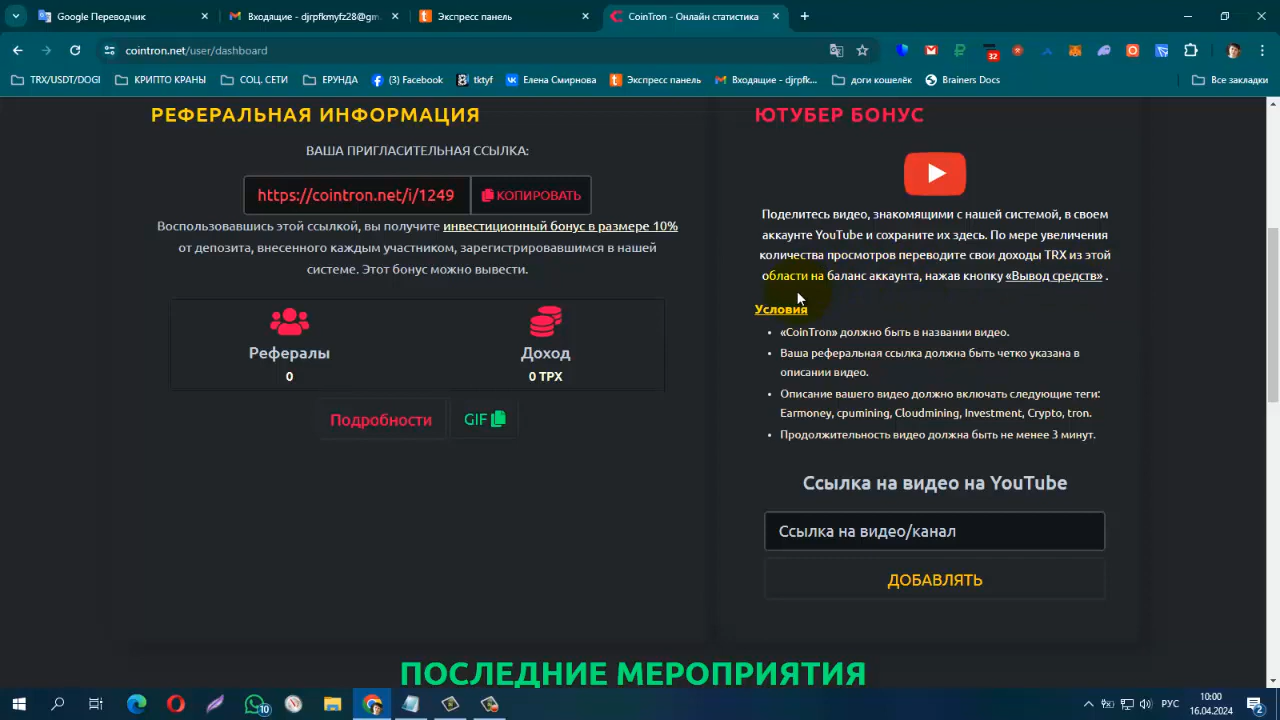 Google Переводчик
Входящие - djrpfkmyfz28@gm
Экспресс панель
CoinTron - Онлайн статистика
cointron.net/user/dashboard
32
TRX/USDT/DOGI
КРИПТО КРАНЫ
СОЦ. СЕТИ
ЕРУНДА
(3) Facebook
tktyf
Елена Смирнова
Экспресс панель
Входящие - djrpfk...
доги кошелёк
Brainers Docs
Все закладки
РЕФЕРАЛЬНАЯ ИНФОРМАЦИЯ
ВАША ПРИГЛАСИТЕЛЬНАЯ ССЫЛКА:
https://cointron.net/i/1249
КОПИРОВАТЬ
Воспользовавшись этой ссылкой, вы получите инвестиционный бонус в размере 10%
от депозита, внесенного каждым участником, зарегистрировавшимся в нашей
системе. Этот бонус можно вывести.
Рефералы
0
Доход
0 ТРХ
Подробности
GIF
ЮТУБЕР БОНУС
Поделитесь видео, знакомящими с нашей системой, в своем
аккаунте YouTube и сохраните их здесь. По мере увеличения
количества просмотров переводите свои доходы TRX из этой
области на баланс аккаунта, нажав кнопку «Вывод средств» .
Условия
• «CoinTron» должно быть в названии видео.
• Ваша реферальная ссылка должна быть четко указана в
описании видео.
• Описание вашего видео должно включать следующие теги:
Earmoney, cpumining, Cloudmining, Investment, Crypto, tron.
• Продолжительность видео должна быть не менее 3 минут.
Ссылка на видео на YouTube
Ссылка на видео/канал
ДОБАВЛЯТЬ
ПОСЛЕДНИЕ МЕРОПРИЯТИЯ
10
РУС
10:00
16.04.2024
2